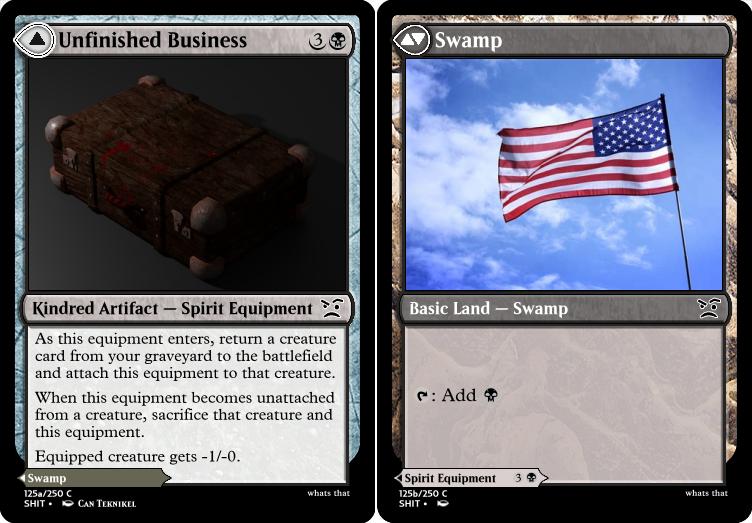 Unfinished Business 3
Kindred Artifact — Spirit Equipment
As this equipment enters, return a creature
card from your graveyard to the battlefield
and attach this equipment to that creature.
When this equipment becomes unattached
from a creature, sacrifice that creature and
this equipment.
Equipped creature gets -1/-0.
Swamp
125a/250 C
SHIT • Can Teknikel
whats that
Swamp
Basic Land — Swamp
: Add
Spirit Equipment 3
125b/250 C
SHIT •
whats that